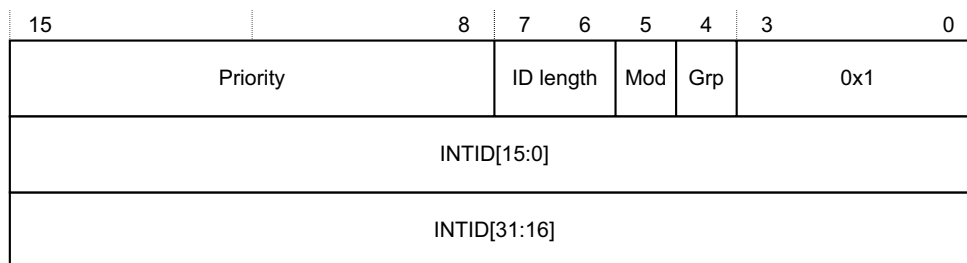 15 8 7 6 5 4 3 0
Priority ID length Mod Grp 0x1
INTID[15:0]
INTID[31:16]